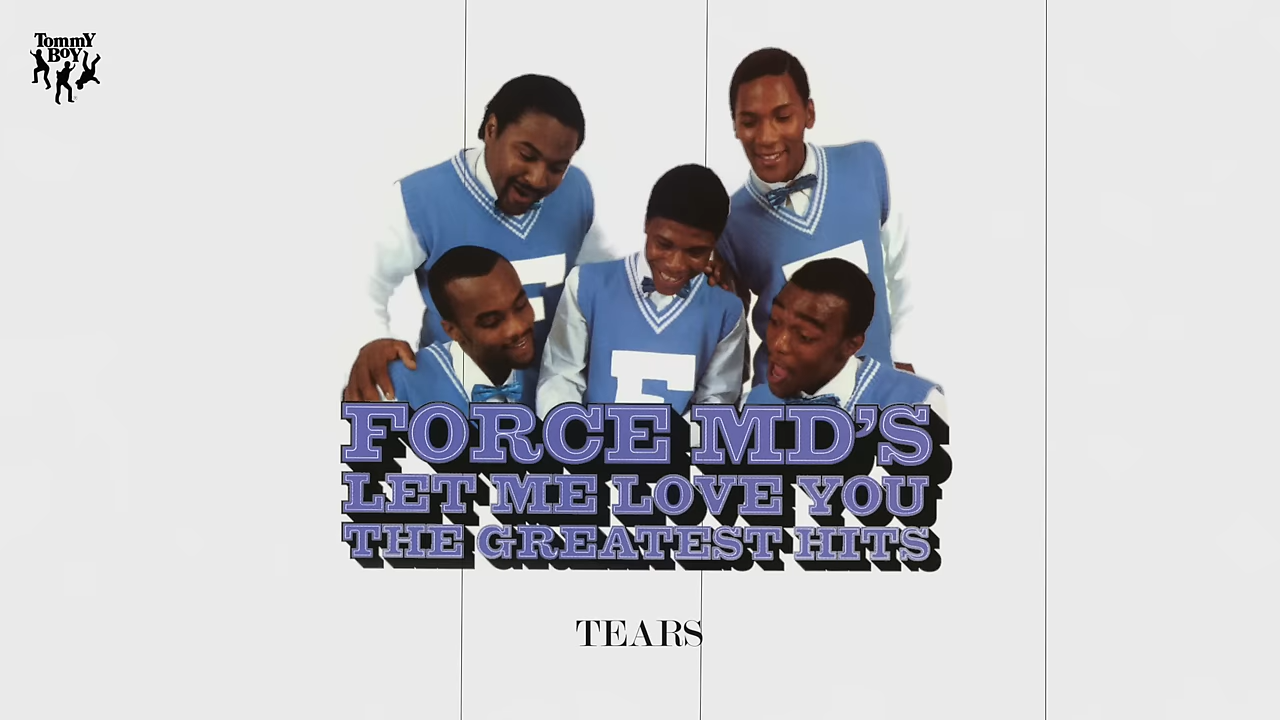 Tommy
Boy
F
F
F
FORCE MD'S
LET ME LOVE YOU
THE GREATEST HITS
TEARS